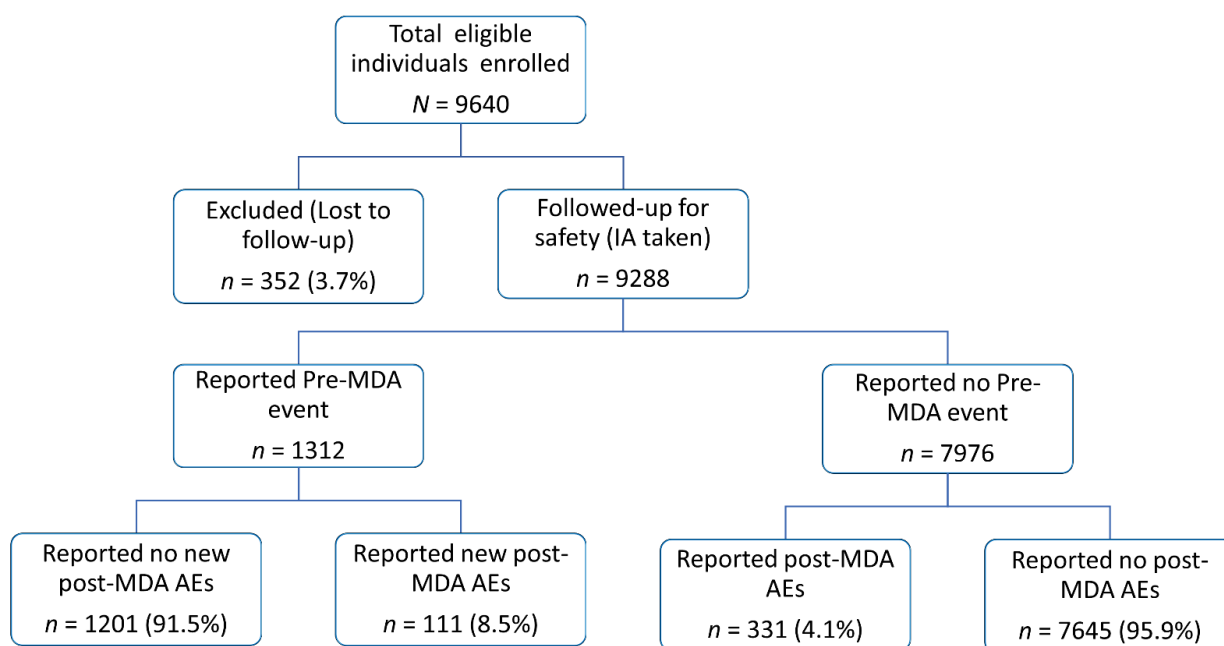 Total eligible
individuals enrolled
N = 9640
Excluded (Lost to
follow-up)
n = 352 (3.7%)
Followed-up for
safety (IA taken)
n = 9288
Reported Pre-MDA
event
n = 1312
Reported no Pre-
MDA event
n = 7976
Reported no new
post-MDA AEs
n = 1201 (91.5%)
Reported new post-
MDA AEs
n = 111 (8.5%)
Reported post-MDA
AEs
n = 331 (4.1%)
Reported no post-
MDA AEs
n = 7645 (95.9%)